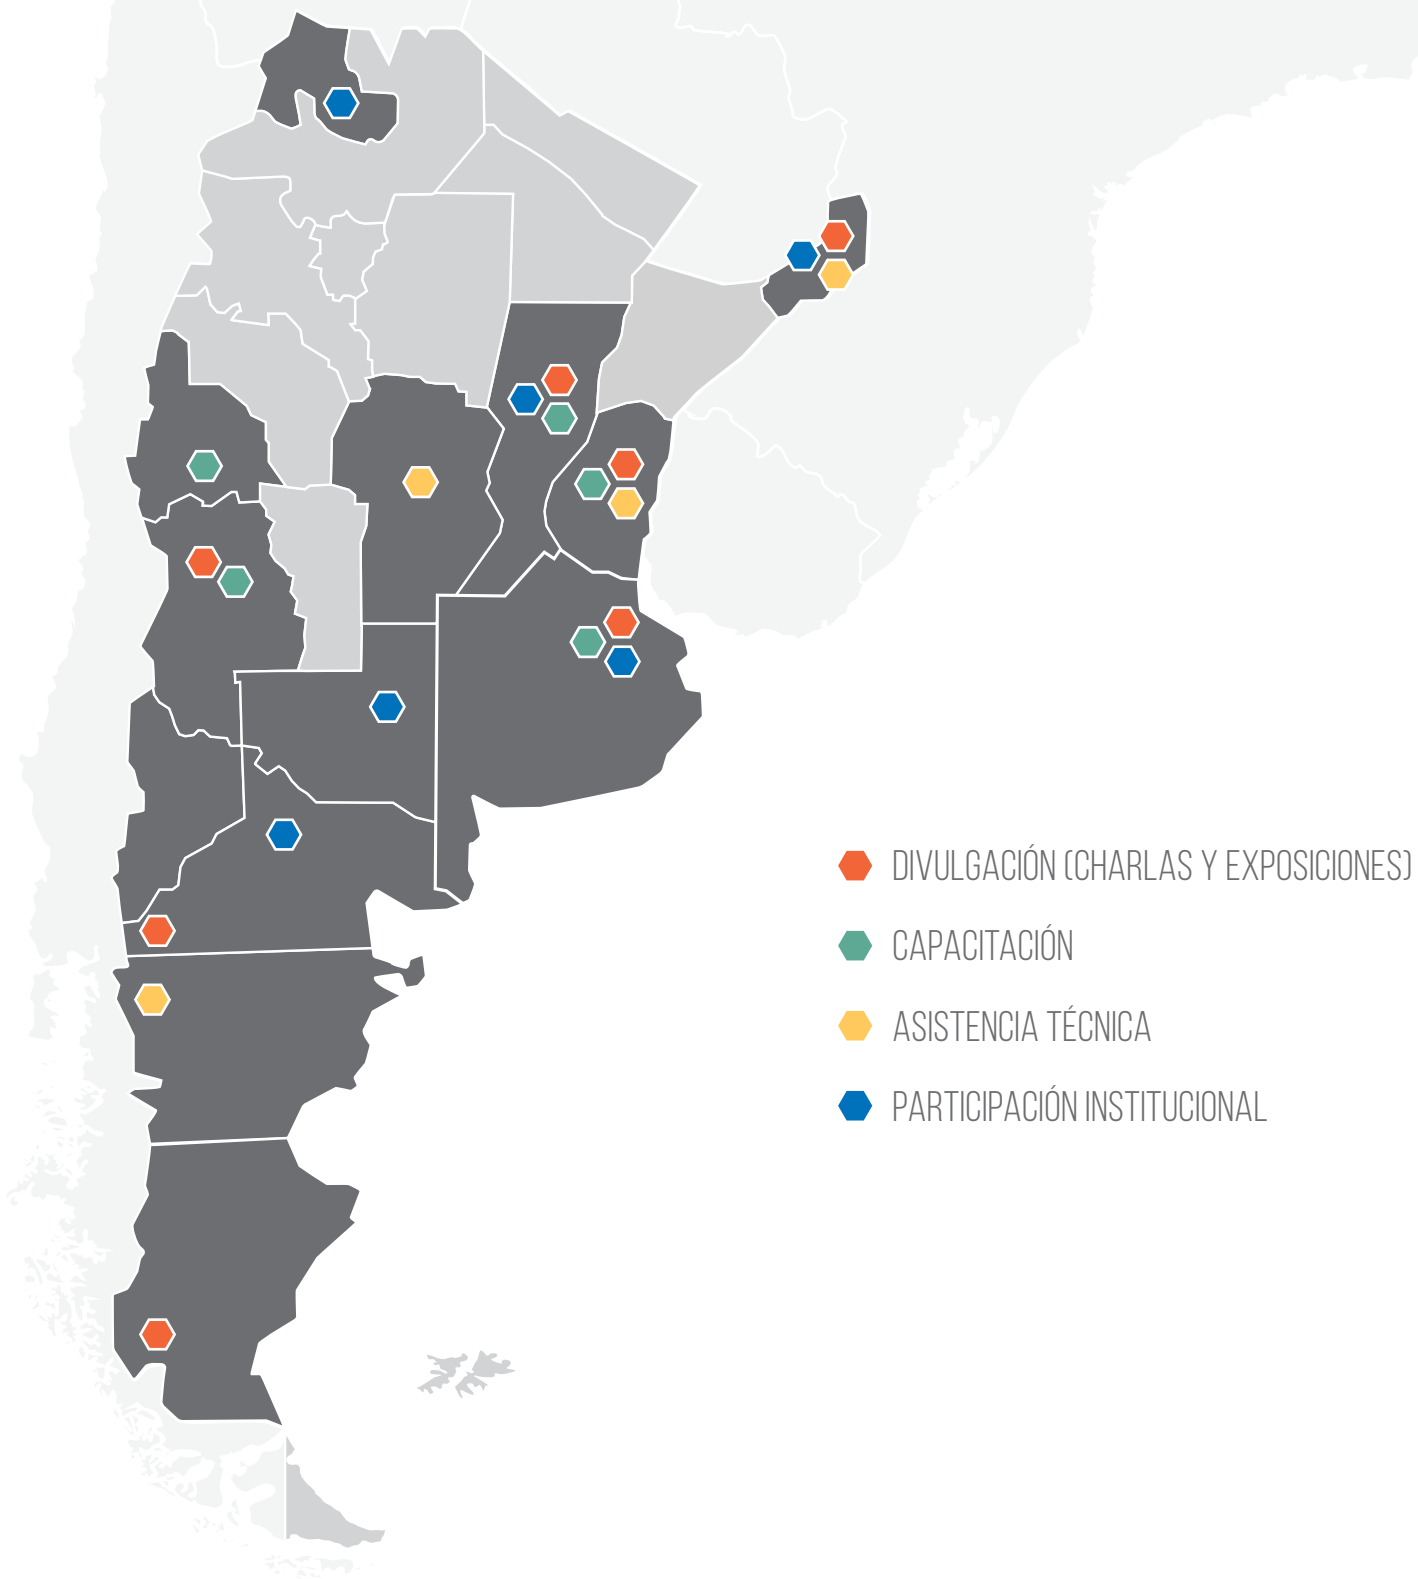 DIVULGACIÓN (CHARLAS Y EXPOSICIONES)
CAPACITACIÓN
ASISTENCIA TÉCNICA
PARTICIPACIÓN INSTITUCIONAL